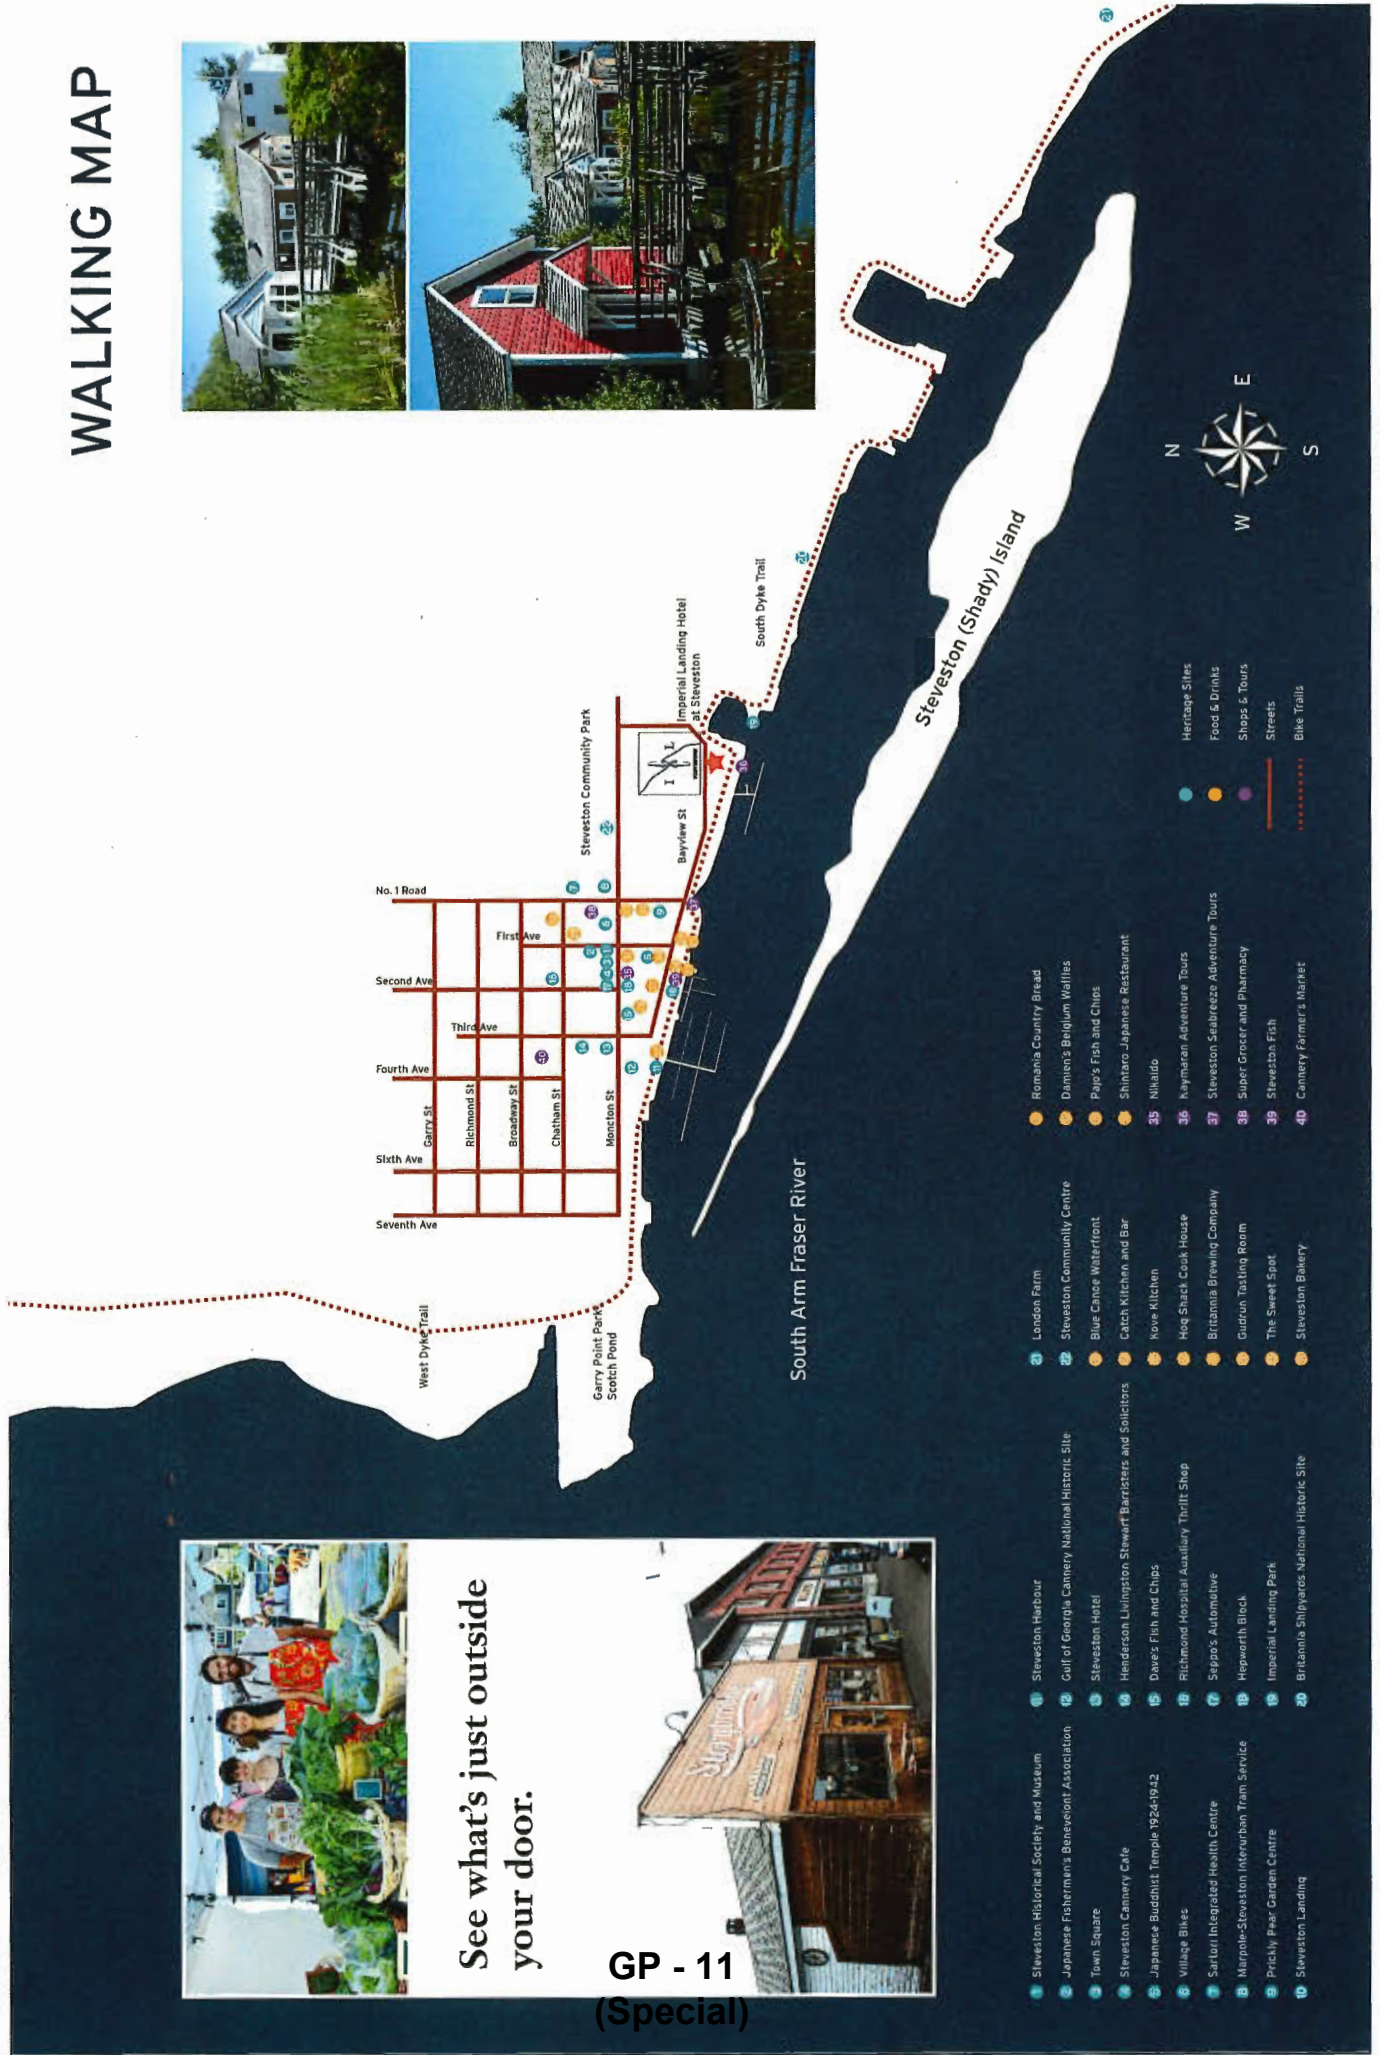 WALKING MAP
See what's just outside
your door.
No. 1 Road
First Ave
Second Ave
Third Ave
Fourth Ave
Sixth Ave
Seventh Ave
Garry St
Richmond St
Broadway St
Chatham St
Moncton St
Bayview St
Steveston Community Park
Imperial Landing Hotel
at Steveston
I L
South Dyke Trail
West Dyke Trail
Garry Point Park
Scotch Pond
South Arm Fraser River
Steveston (Shady) Island
N
E
S
W
1 Steveston Historical Society and Museum
2 Japanese Fishermen's Benevelont Association
3 Town Square
4 Steveston Cannery Cafe
5 Japanese Buddhist Temple 1924-1942
6 Village Bikes
7 Sartori Integrated Health Centre
8 Marpole-Steveston Interurban Tram Service
9 Prickly Pear Garden Centre
10 Steveston Landing
11 Steveston Harbour
12 Gulf of Georgia Cannery National Historic Site
13 Steveston Hotel
14 Henderson Livingston Stewart Barristers and Solicitors
15 Dave's Fish and Chips
16 Richmond Hospital Auxiliary Thrift Shop
17 Seppo's Automotive
18 Hepworth Block
19 Imperial Landing Park
20 Britannia Shipyards National Historic Site
21 London Farm
22 Steveston Community Centre
Blue Canoe Waterfront
Catch Kitchen and Bar
Kove Kitchen
Hog Shack Cook House
Britannia Brewing Company
Gudrun Tasting Room
The Sweet Spot
Steveston Bakery
Romania Country Bread
Damien's Belgium Waffles
Pajo's Fish and Chips
Shintaro Japanese Restaurant
35 Nikaido
36 Kaymaran Adventure Tours
37 Steveston Seabreeze Adventure Tours
38 Super Grocer and Pharmacy
39 Steveston Fish
40 Cannery Farmer's Market
Heritage Sites
Food & Drinks
Shops & Tours
Streets
Bike Trails
GP - 11
(Special)